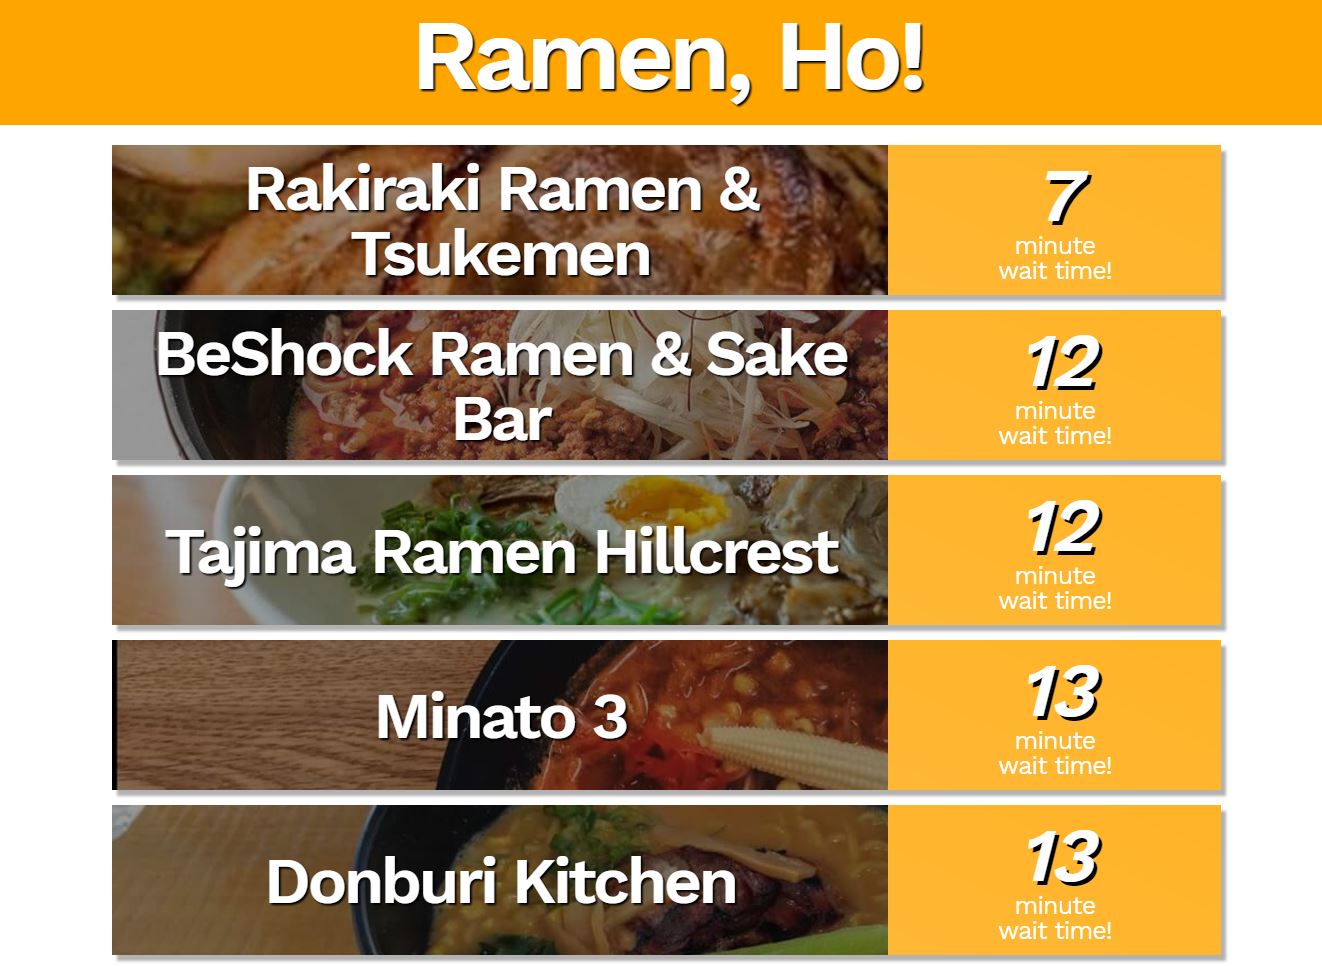 Ramen, Ho!
Rakiraki Ramen &
Tsukemen
7
minute
wait time!
BeShock Ramen & Sake
Bar
12
minute
wait time!
Tajima Ramen Hillcrest
12
minute
wait time!
Minato 3
13
minute
wait time!
Donburi Kitchen
13
minute
wait time!